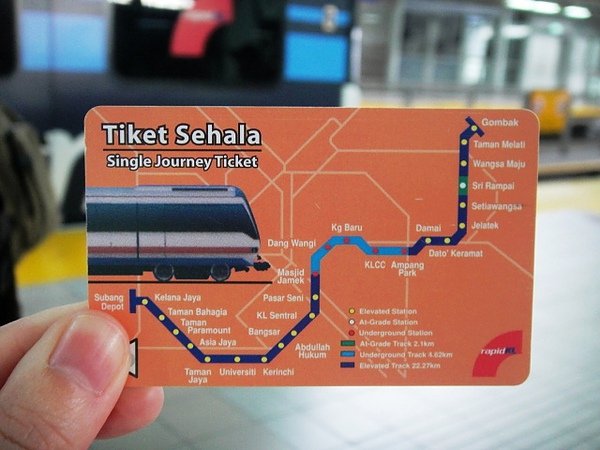 Tiket Sehala
Single Journey Ticket
Gombak
Taman Melati
Wangsa Maju
Sri Rampai
Setiawangsa
Jelatek
Damai
Dato' Keramat
Ampang
Park
KLCC
Kg Baru
Dang Wangi
Masjid
Jamek
Pasar Seni
KL Sentral
Bangsar
Abdullah
Hukum
Kerinchi
Universiti
Taman
Jaya
Asia Jaya
Taman
Paramount
Taman Bahagia
Kelana Jaya
Subang
Depot
Elevated Station
At-Grade Station
Underground Station
At-Grade Track 2.1km
Underground Track 4.62km
Elevated Track 22.27km
rapidKL